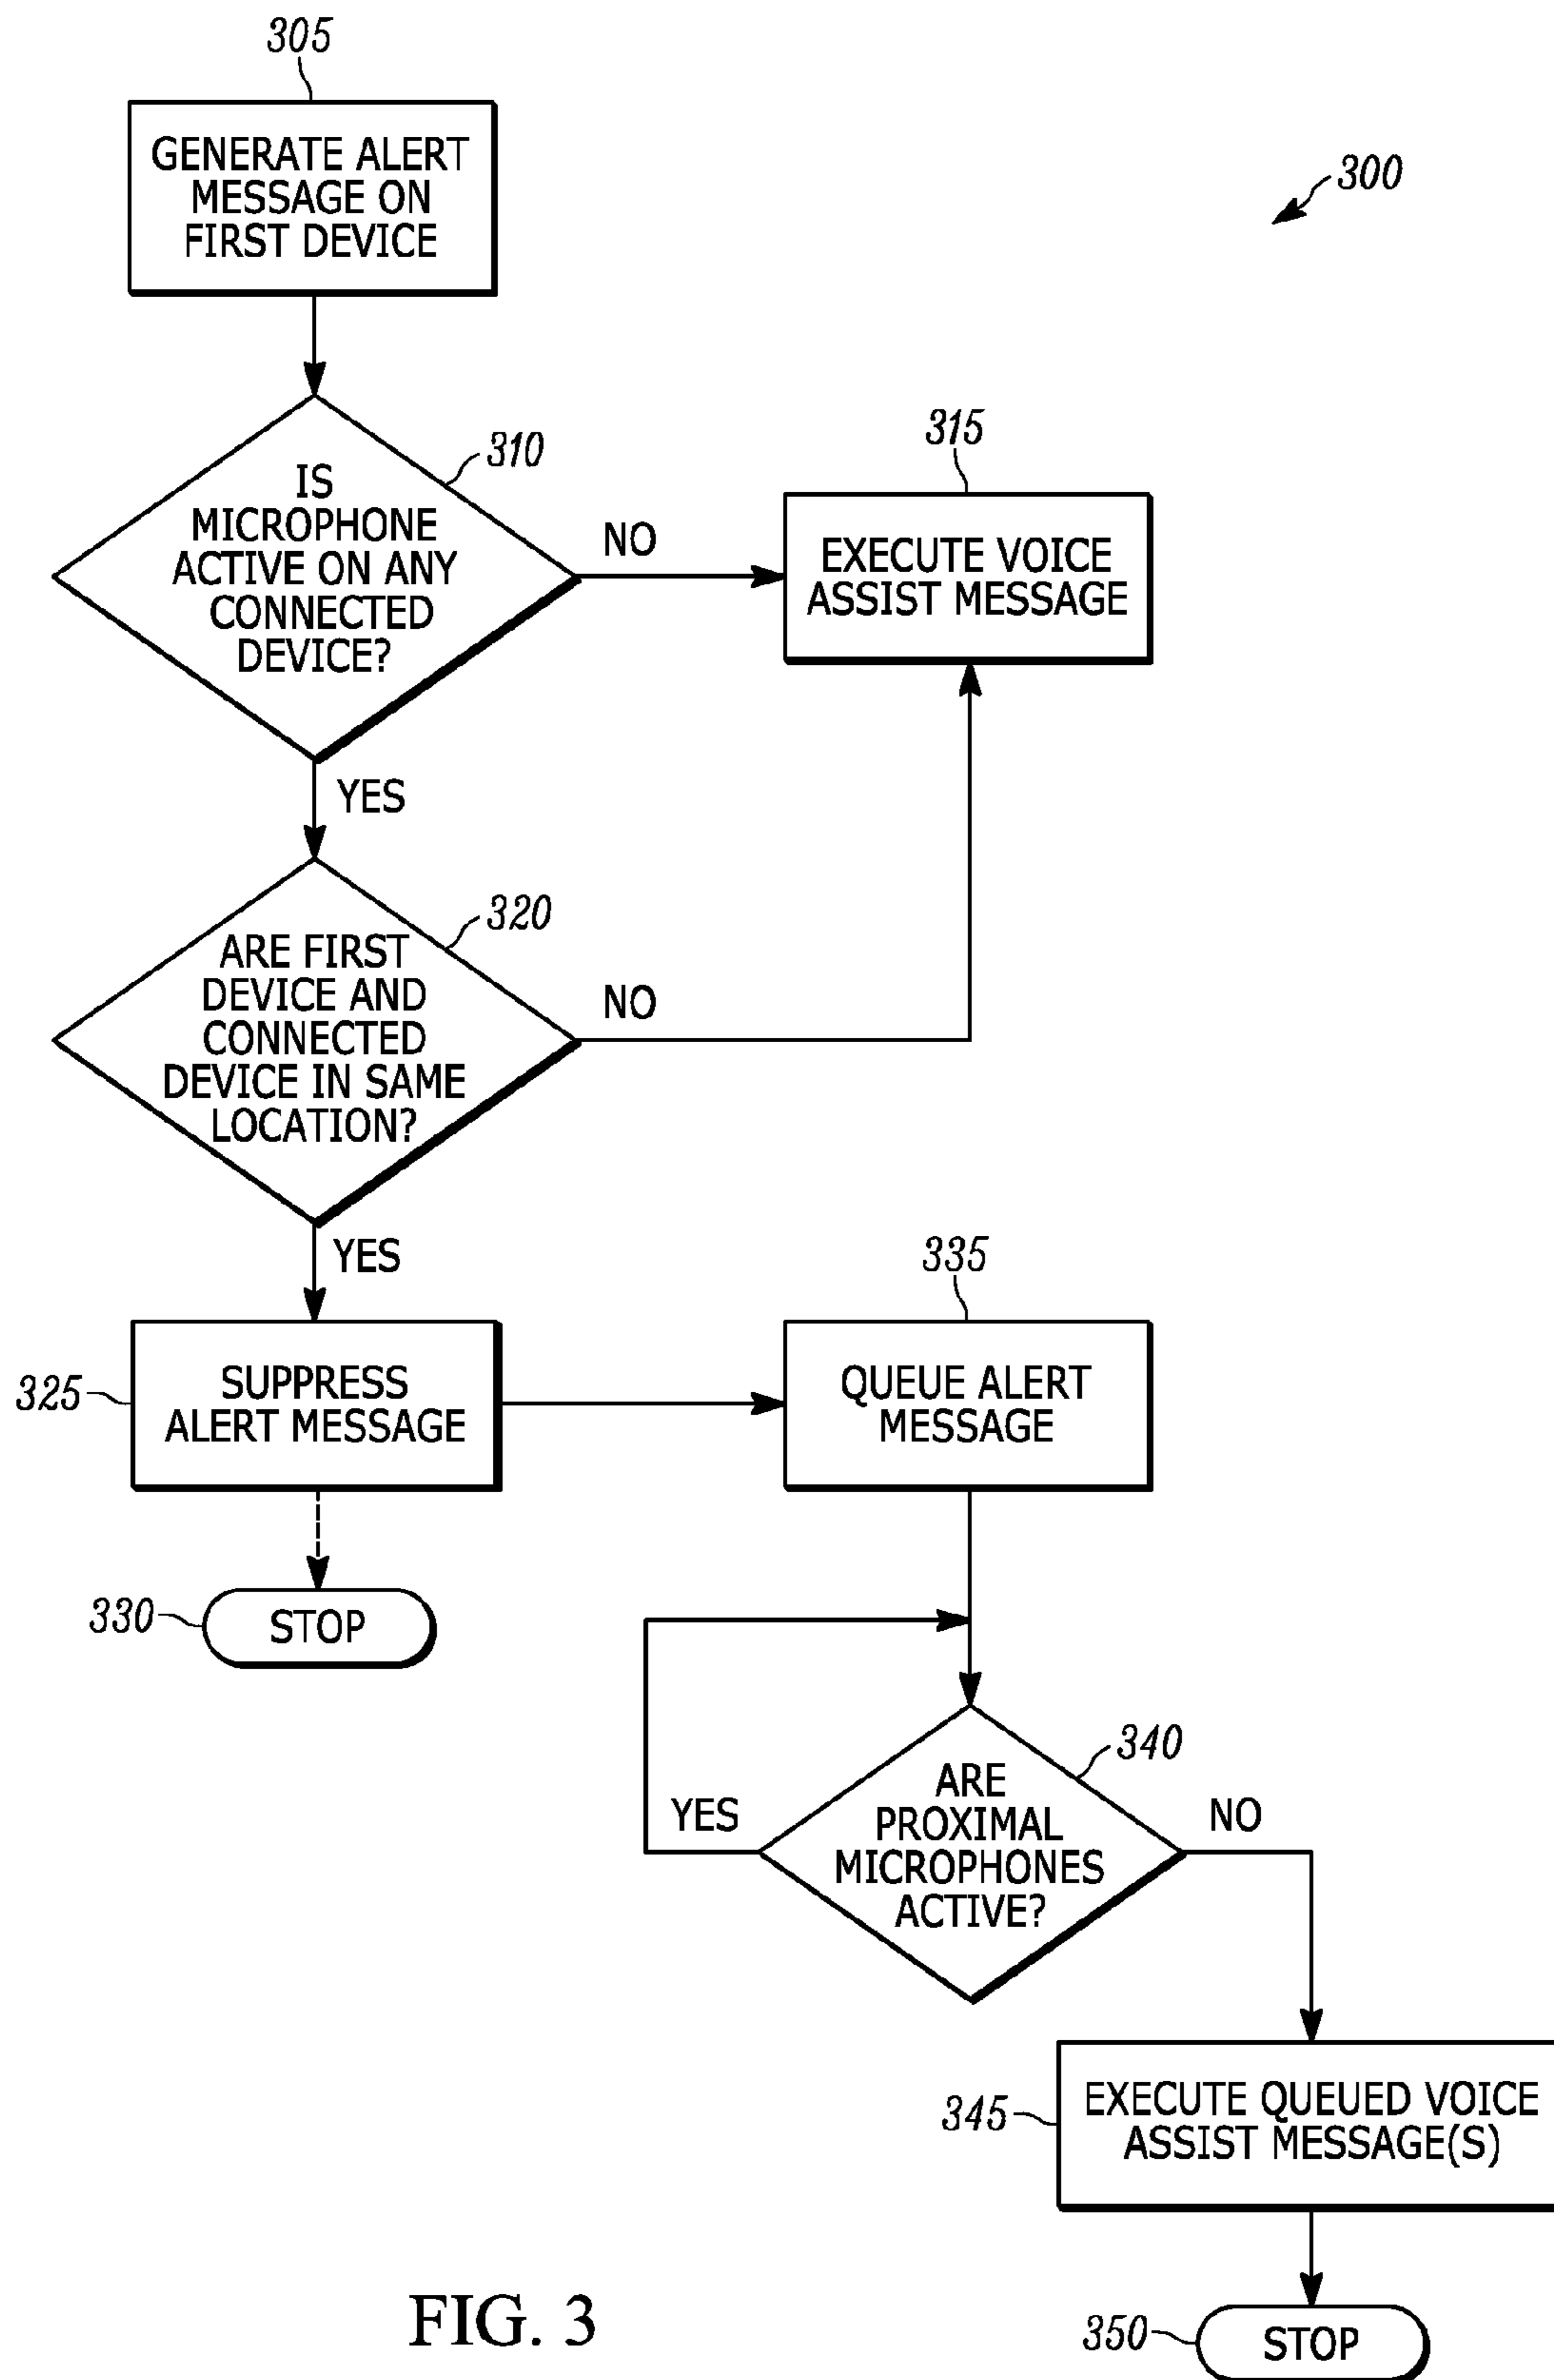 305
GENERATE ALERT
MESSAGE ON
FIRST DEVICE
300
310
IS
MICROPHONE
ACTIVE ON ANY
CONNECTED
DEVICE?
NO
315
EXECUTE VOICE
ASSIST MESSAGE
YES
320
ARE FIRST
DEVICE AND
CONNECTED
DEVICE IN SAME
LOCATION?
NO
YES
325
SUPPRESS
ALERT MESSAGE
335
QUEUE ALERT
MESSAGE
330
STOP
340
ARE
PROXIMAL
MICROPHONES
ACTIVE?
YES
NO
345
EXECUTE QUEUED VOICE
ASSIST MESSAGE(S)
350
STOP
FIG. 3